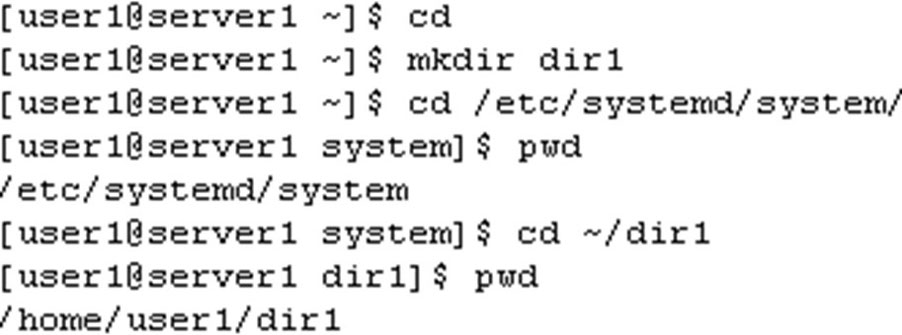 [user1@server1 ~]$ cd
[user1@server1 ~]$ mkdir dir1
[user1@server1 ~]$ cd /etc/systemd/system/
[user1@server1 system]$ pwd
/etc/systemd/system
[user1@server1 system]$ cd ~/dir1
[user1@server1 dir1]$ pwd
/home/user1/dir1